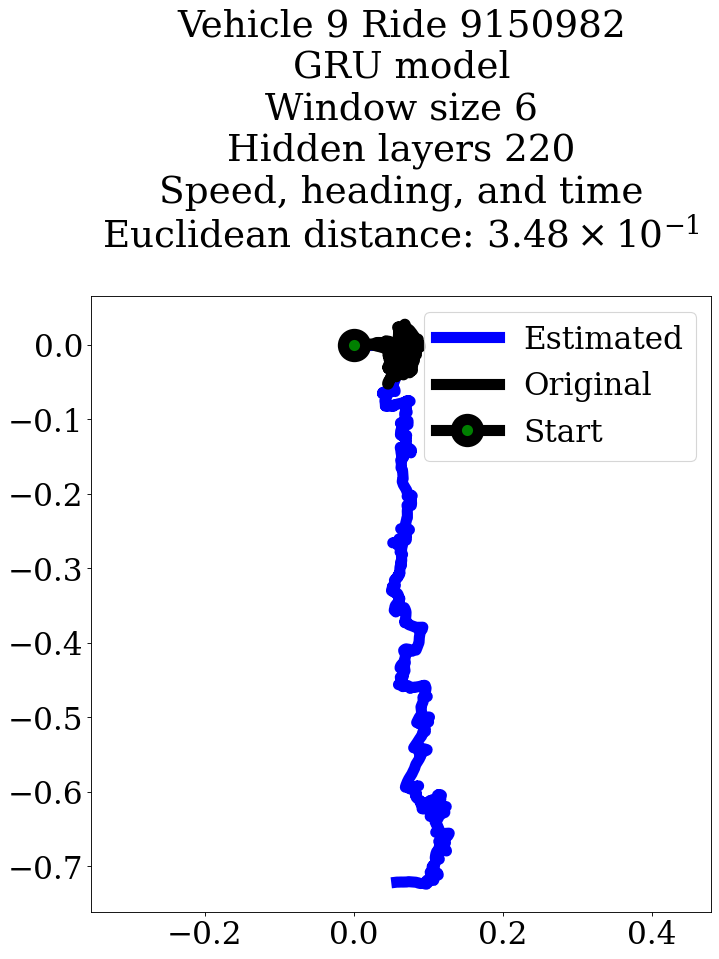 Vehicle 9 Ride 9150982
GRU model
Window size 6
Hidden layers 220
Speed, heading, and time
Euclidean distance: 3.48 × 10⁻¹
Estimated
Original
Start
0.0
−0.1
−0.2
−0.3
−0.4
−0.5
−0.6
−0.7
−0.2 0.0 0.2 0.4